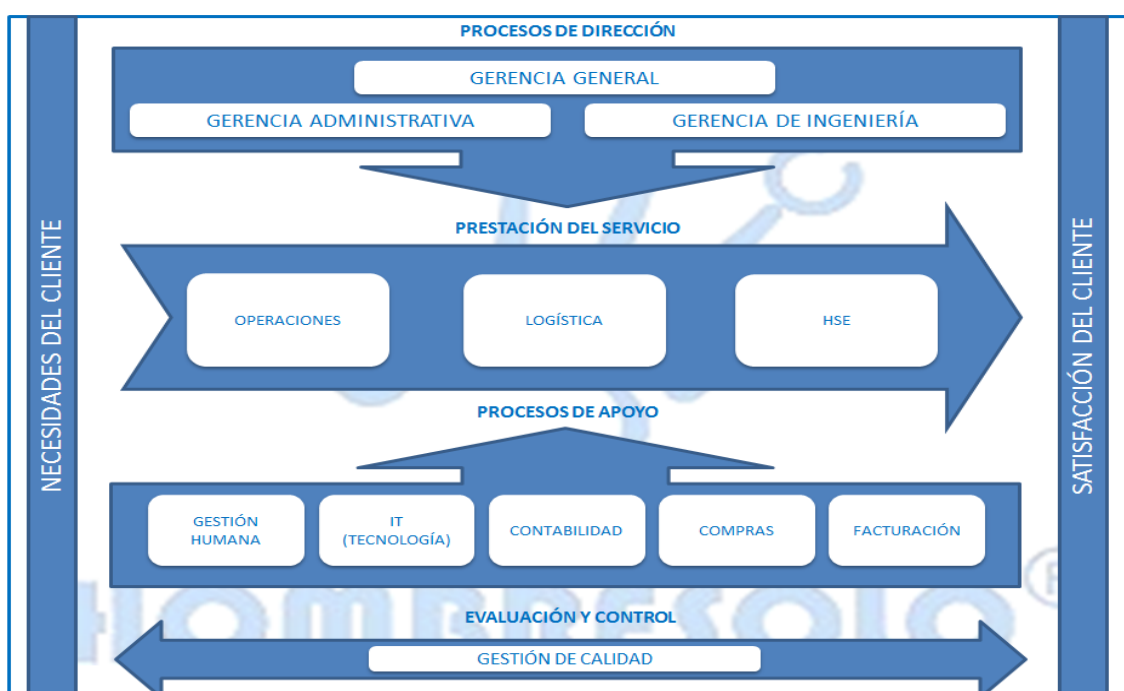 PROCESOS DE DIRECCIÓN
GERENCIA GENERAL
GERENCIA ADMINISTRATIVA
GERENCIA DE INGENIERÍA
NECESIDADES DEL CLIENTE
PRESTACIÓN DEL SERVICIO
OPERACIONES
LOGÍSTICA
HSE
SATISFACCIÓN DEL CLIENTE
PROCESOS DE APOYO
GESTIÓN
HUMANA
IT
(TECNOLOGÍA)
CONTABILIDAD
COMPRAS
FACTURACIÓN
HOMBRESOLO®
EVALUACIÓN Y CONTROL
GESTIÓN DE CALIDAD